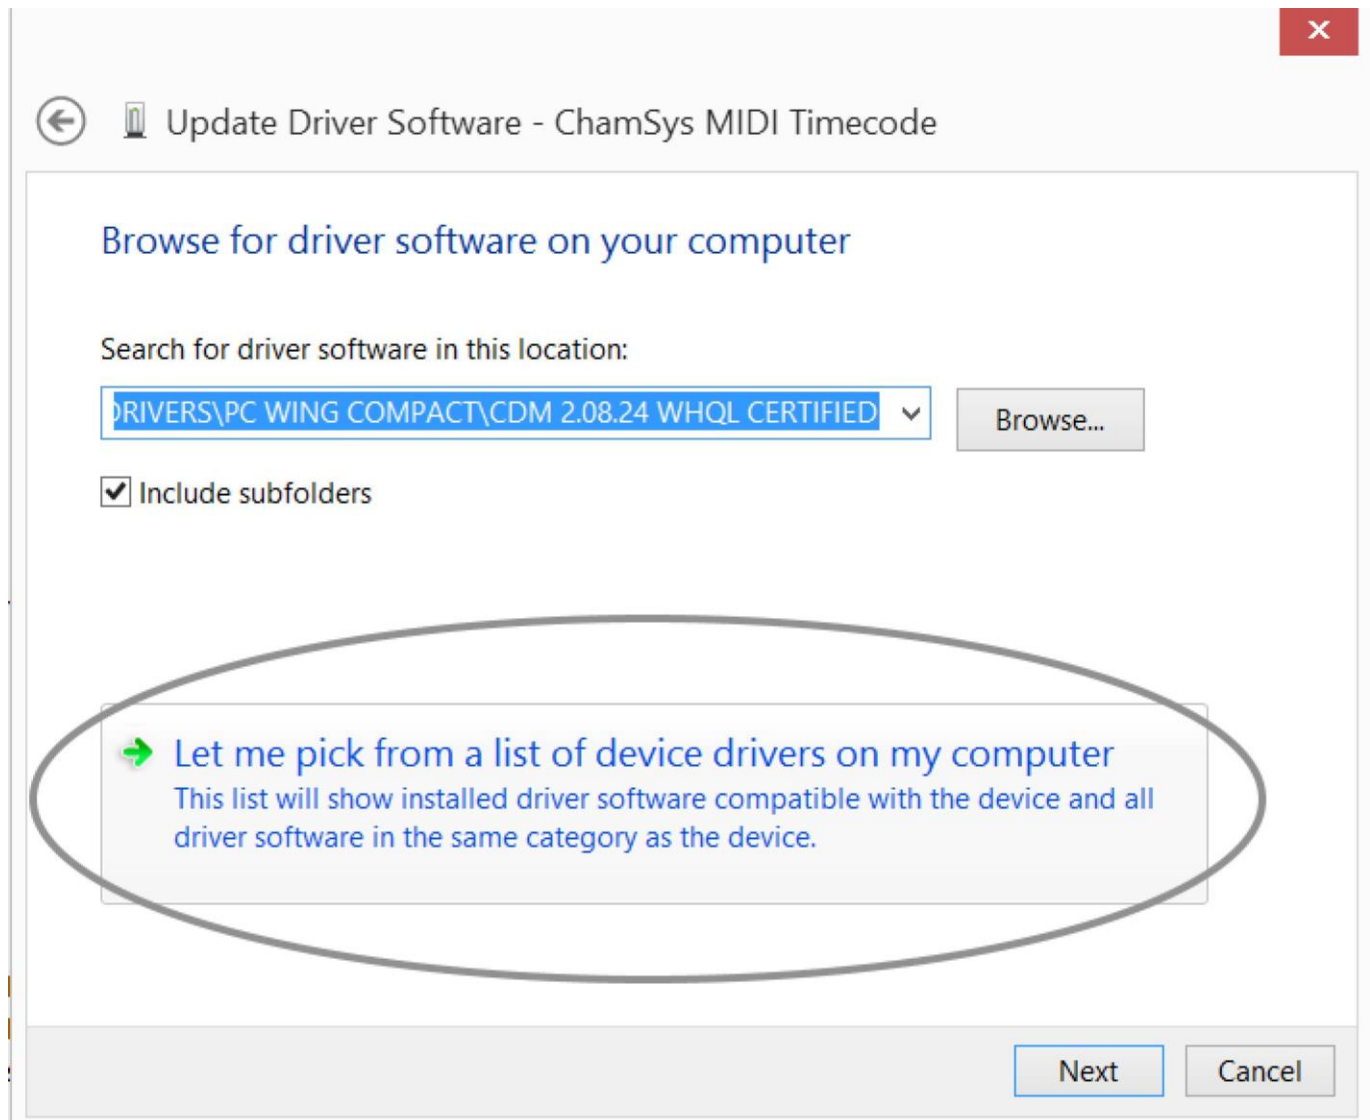 Update Driver Software - ChamSys MIDI Timecode
Browse for driver software on your computer
Search for driver software in this location:
DRIVERS\PC WING COMPACT\CDM 2.08.24 WHQL CERTIFIED
Browse...
Include subfolders
Let me pick from a list of device drivers on my computer
This list will show installed driver software compatible with the device and all
driver software in the same category as the device.
Next
Cancel